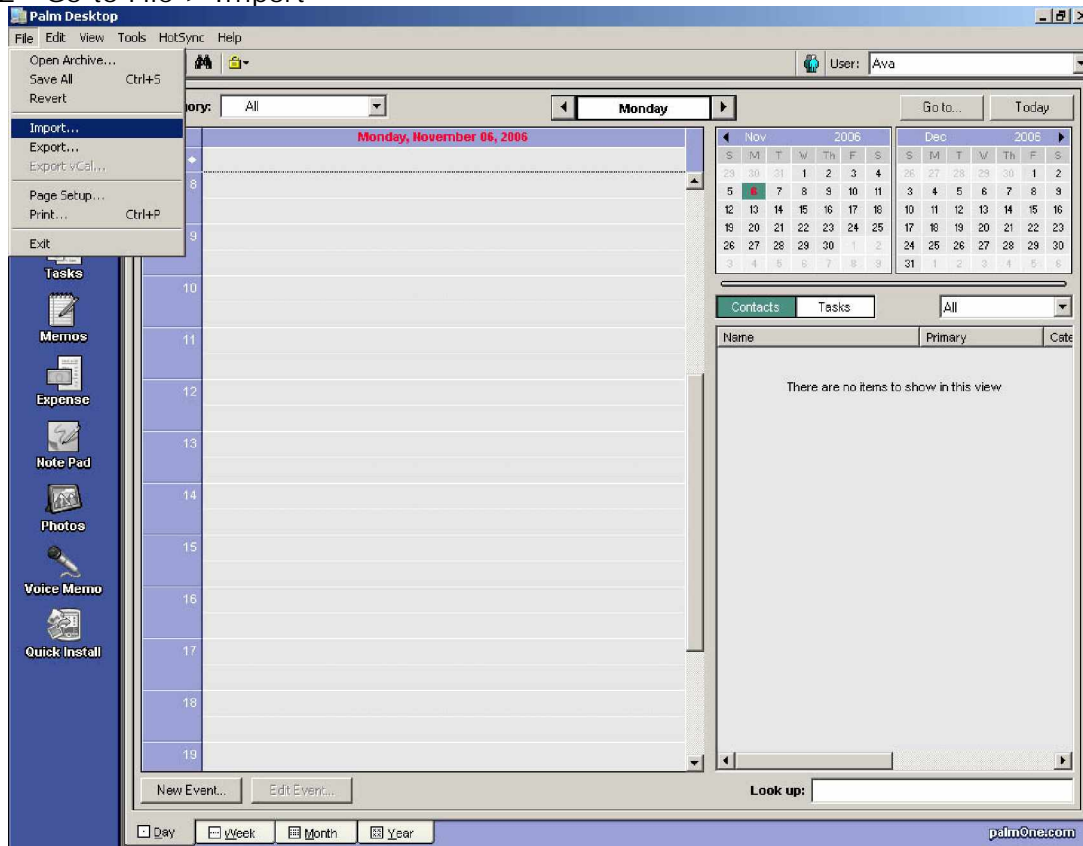 Go to File > Import
Palm Desktop
File Edit View Tools HotSync Help
Open Archive...
Save All Ctrl+S
Revert
Import...
Export...
Export vCal...
Page Setup...
Print... Ctrl+P
Exit
User: Ava
ory: All
Monday
Go to... Today
Monday, November 06, 2006
8
9
10
11
12
13
14
15
16
17
18
19
Nov 2006
S M T W Th F S
29 30 31 1 2 3 4
5 6 7 8 9 10 11
12 13 14 15 16 17 18
19 20 21 22 23 24 25
26 27 28 29 30 1 2
3 4 5 6 7 8 9
Dec 2006
S M T W Th F S
26 27 28 29 30 1 2
3 4 5 6 7 8 9
10 11 12 13 14 15 16
17 18 19 20 21 22 23
24 25 26 27 28 29 30
31 1 2 3 4 5 6
Tasks
Memos
Expense
Note Pad
Photos
Voice Memo
Quick Install
Contacts Tasks All
Name Primary Cate
There are no items to show in this view
New Event... Edit Event...
Look up:
Day Week Month Year
palmOne.com